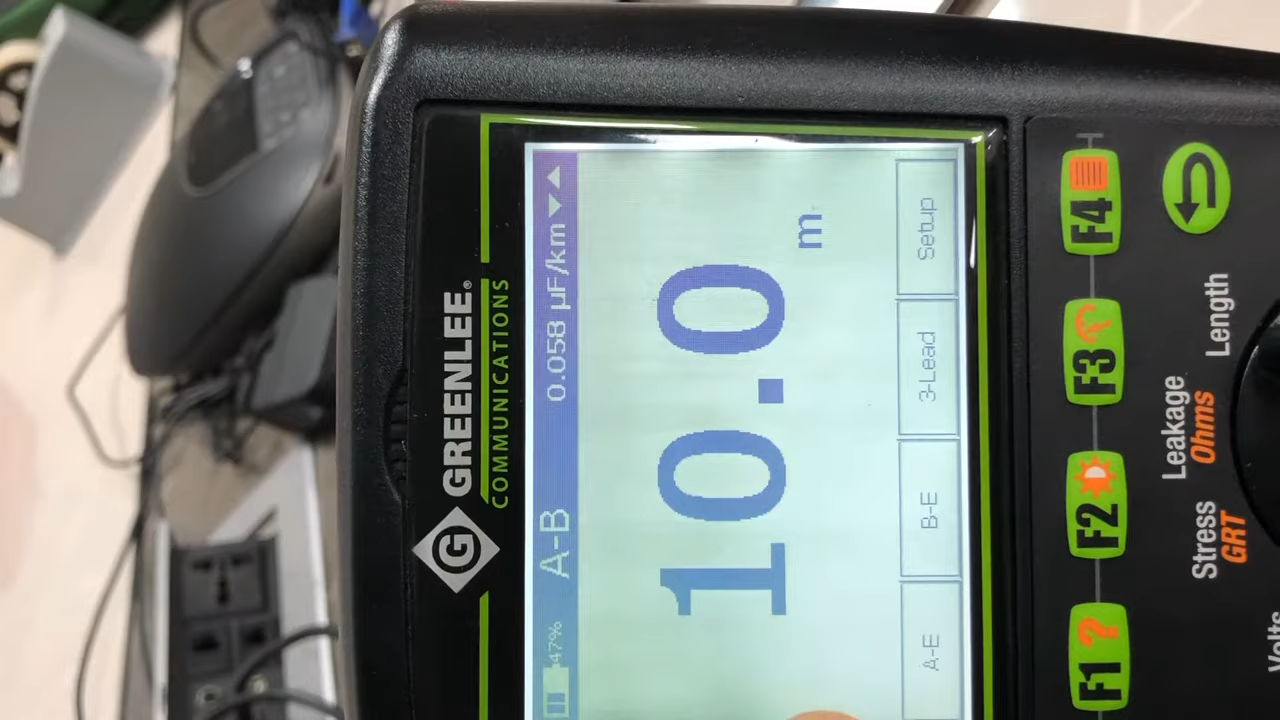 GREENLEE®
COMMUNICATIONS
47% A-B 0.058 µF/km
10.0 m
A-E B-E 3-Lead Setup
F1 ? F2 F3 F4
Stress Leakage Length
GRT Ohms
Volts